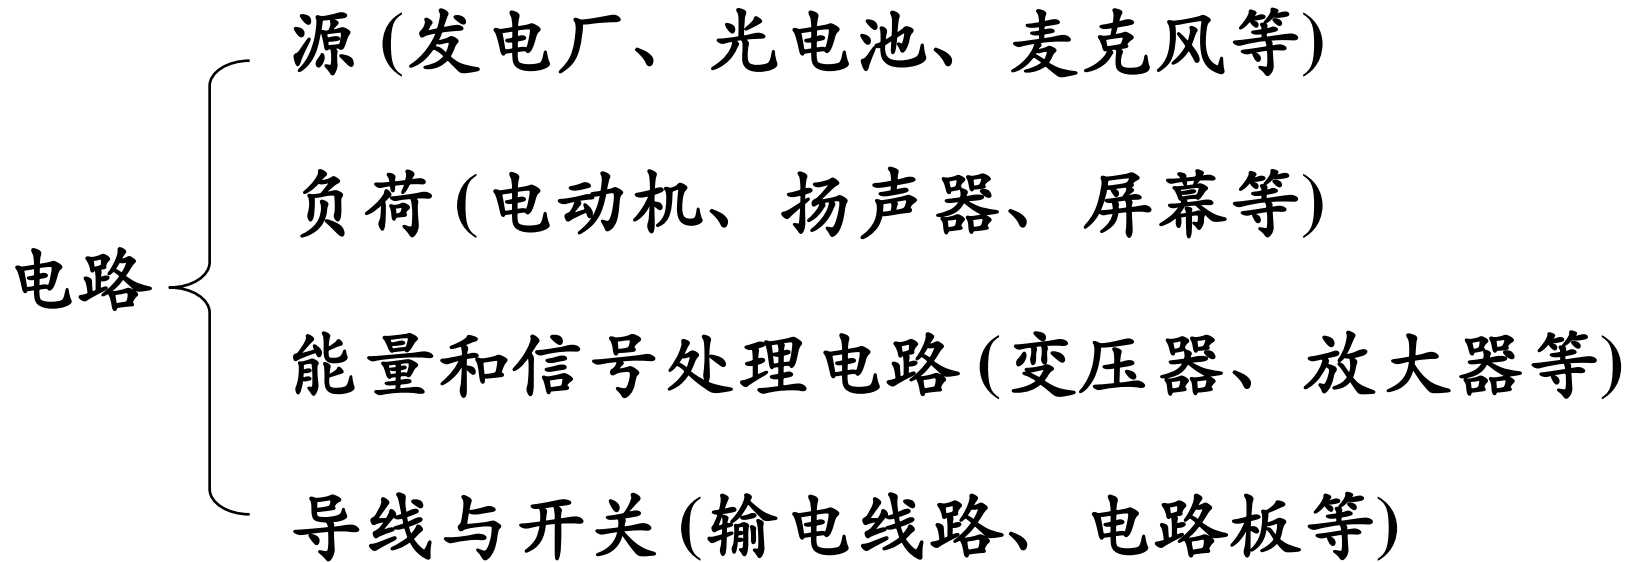 源(发电厂、光电池、麦克风等)
负荷(电动机、扬声器、屏幕等)
电路
能量和信号处理电路(变压器、放大器等)
导线与开关(输电线路、电路板等)